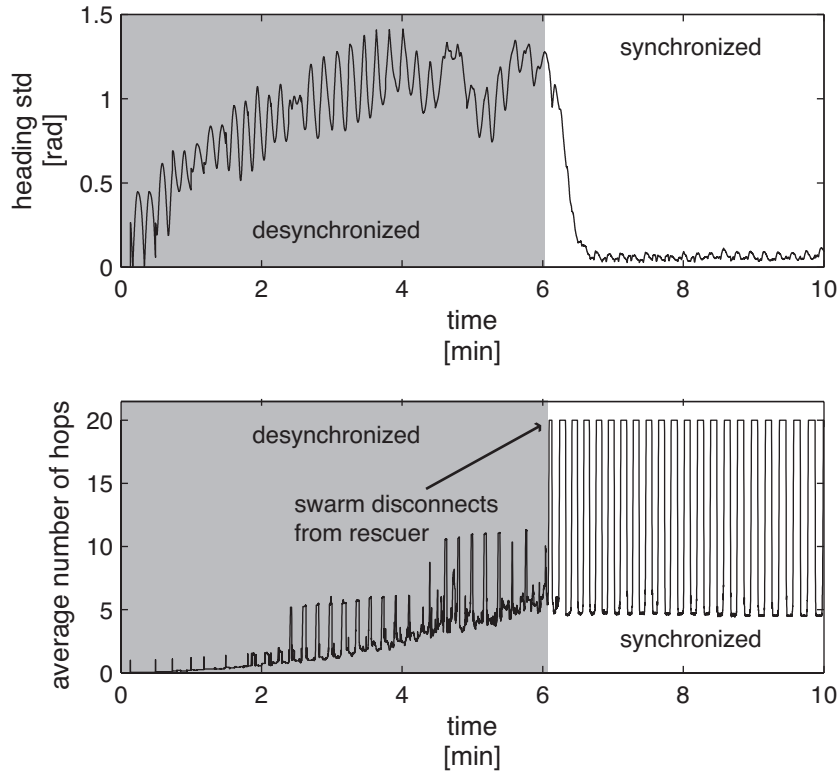 1.5
1
0.5
0
heading std
[rad]
synchronized
desynchronized
0 2 4 6 8 10
time
[min]
20
15
10
5
0
average number of hops
desynchronized
swarm disconnects
from rescuer
synchronized
0 2 4 6 8 10
time
[min]